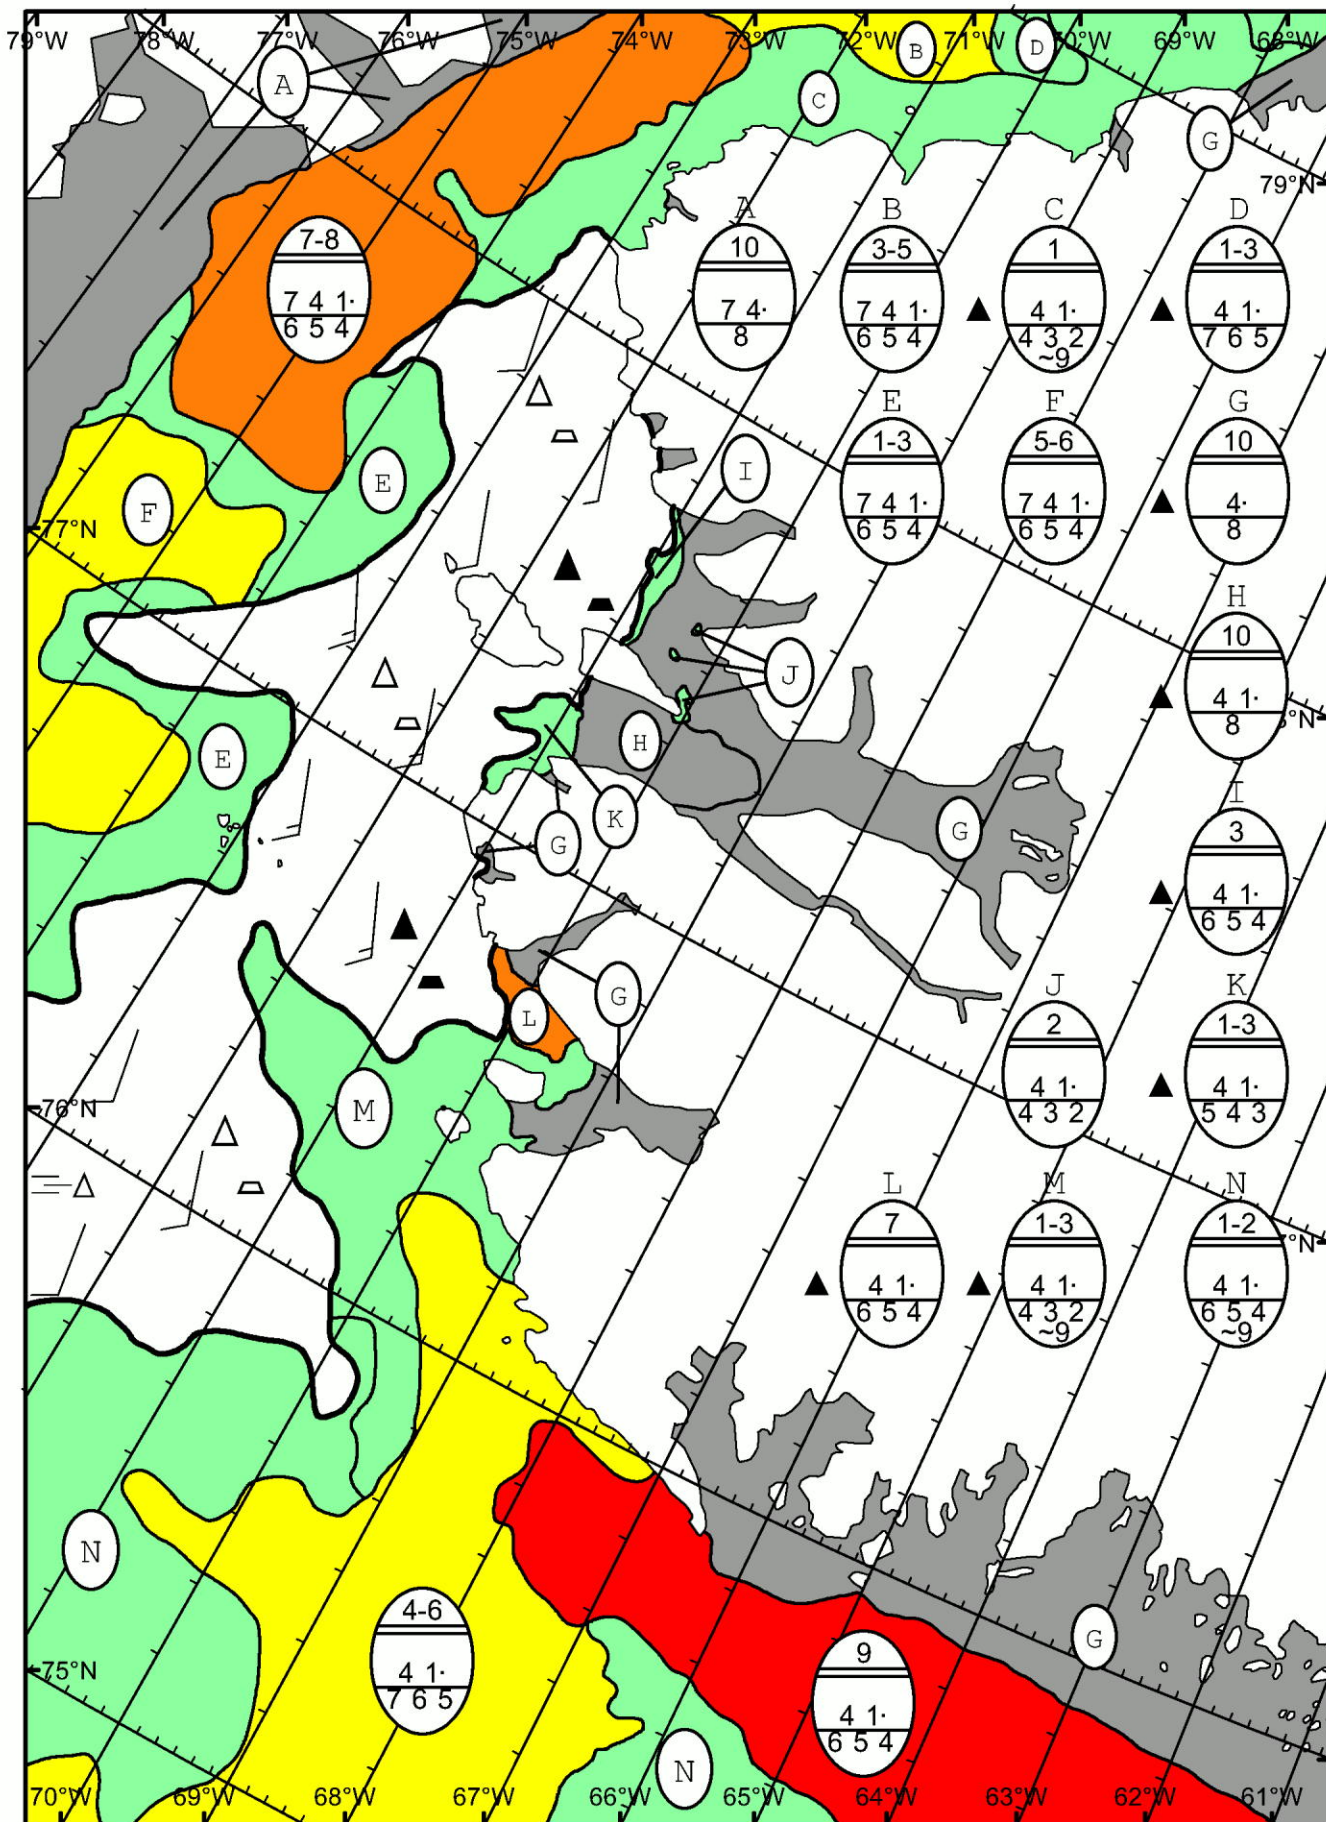 79°W 78°W 77°W 76°W 75°W 74°W 73°W 72°W 71°W 70°W 69°W 68°W
B D
A
C
G
79°N
A B C D
10 3-5 1 1-3
7 4· 7 4 1· 4 1· 4 1·
8 6 5 4 4 3 2 7 6 5
~9
7-8
7 4 1·
6 5 4
E F G
1-3 5-6 10
7 4 1· 7 4 1· 4·
6 5 4 6 5 4 8
I
E
F
77°N
H
10
4 1·
8
J
H
8°N
E
I
3
4 1·
6 5 4
K
G
G
G
L
J K
2 1-3
4 1· 4 1·
4 3 2 5 4 3
M
76°N
L M N
7 1-3 1-2
4 1· 4 1· 4 1·
6 5 4 4 3 2 6 5 4
~9 ~9
7°N
N
4-6
4 1·
7 6 5
G
9
4 1·
6 5 4
75°N
N
70°W 69°W 68°W 67°W 66°W 65°W 64°W 63°W 62°W 61°W